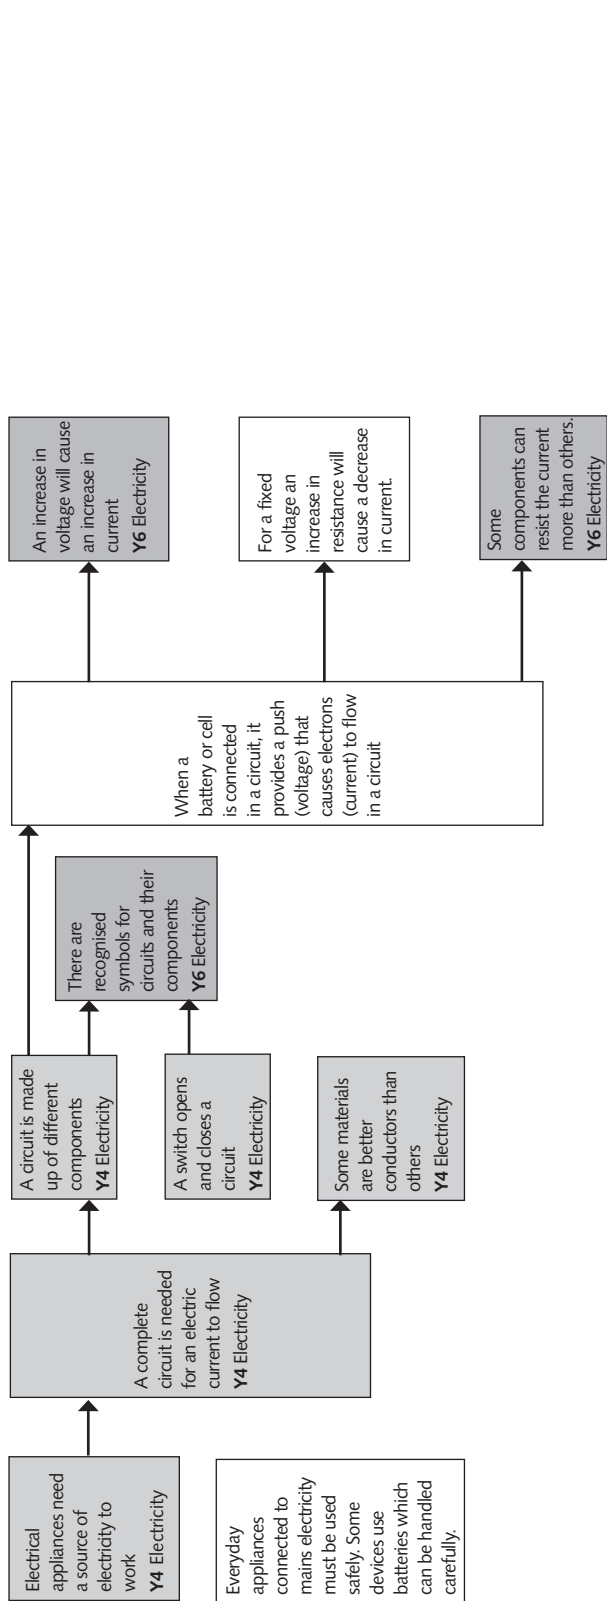 Electrical
appliances need
a source of
electricity to
work
Y4 Electricity
Everyday
appliances
connected to
mains electricity
must be used
safely. Some
devices use
batteries which
can be handled
carefully.
A complete
circuit is needed
for an electric
current to flow
Y4 Electricity
A circuit is made
up of different
components
Y4 Electricity
A switch opens
and closes a
circuit
Y4 Electricity
Some materials
are better
conductors than
others
Y4 Electricity
There are
recognised
symbols for
circuits and their
components
Y6 Electricity
When a
battery or cell
is connected
in a circuit, it
provides a push
(voltage) that
causes electrons
(current) to flow
in a circuit
An increase in
voltage will cause
an increase in
current
Y6 Electricity
For a fixed
voltage an
increase in
resistance will
cause a decrease
in current.
Some
components can
resist the current
more than others.
Y6 Electricity